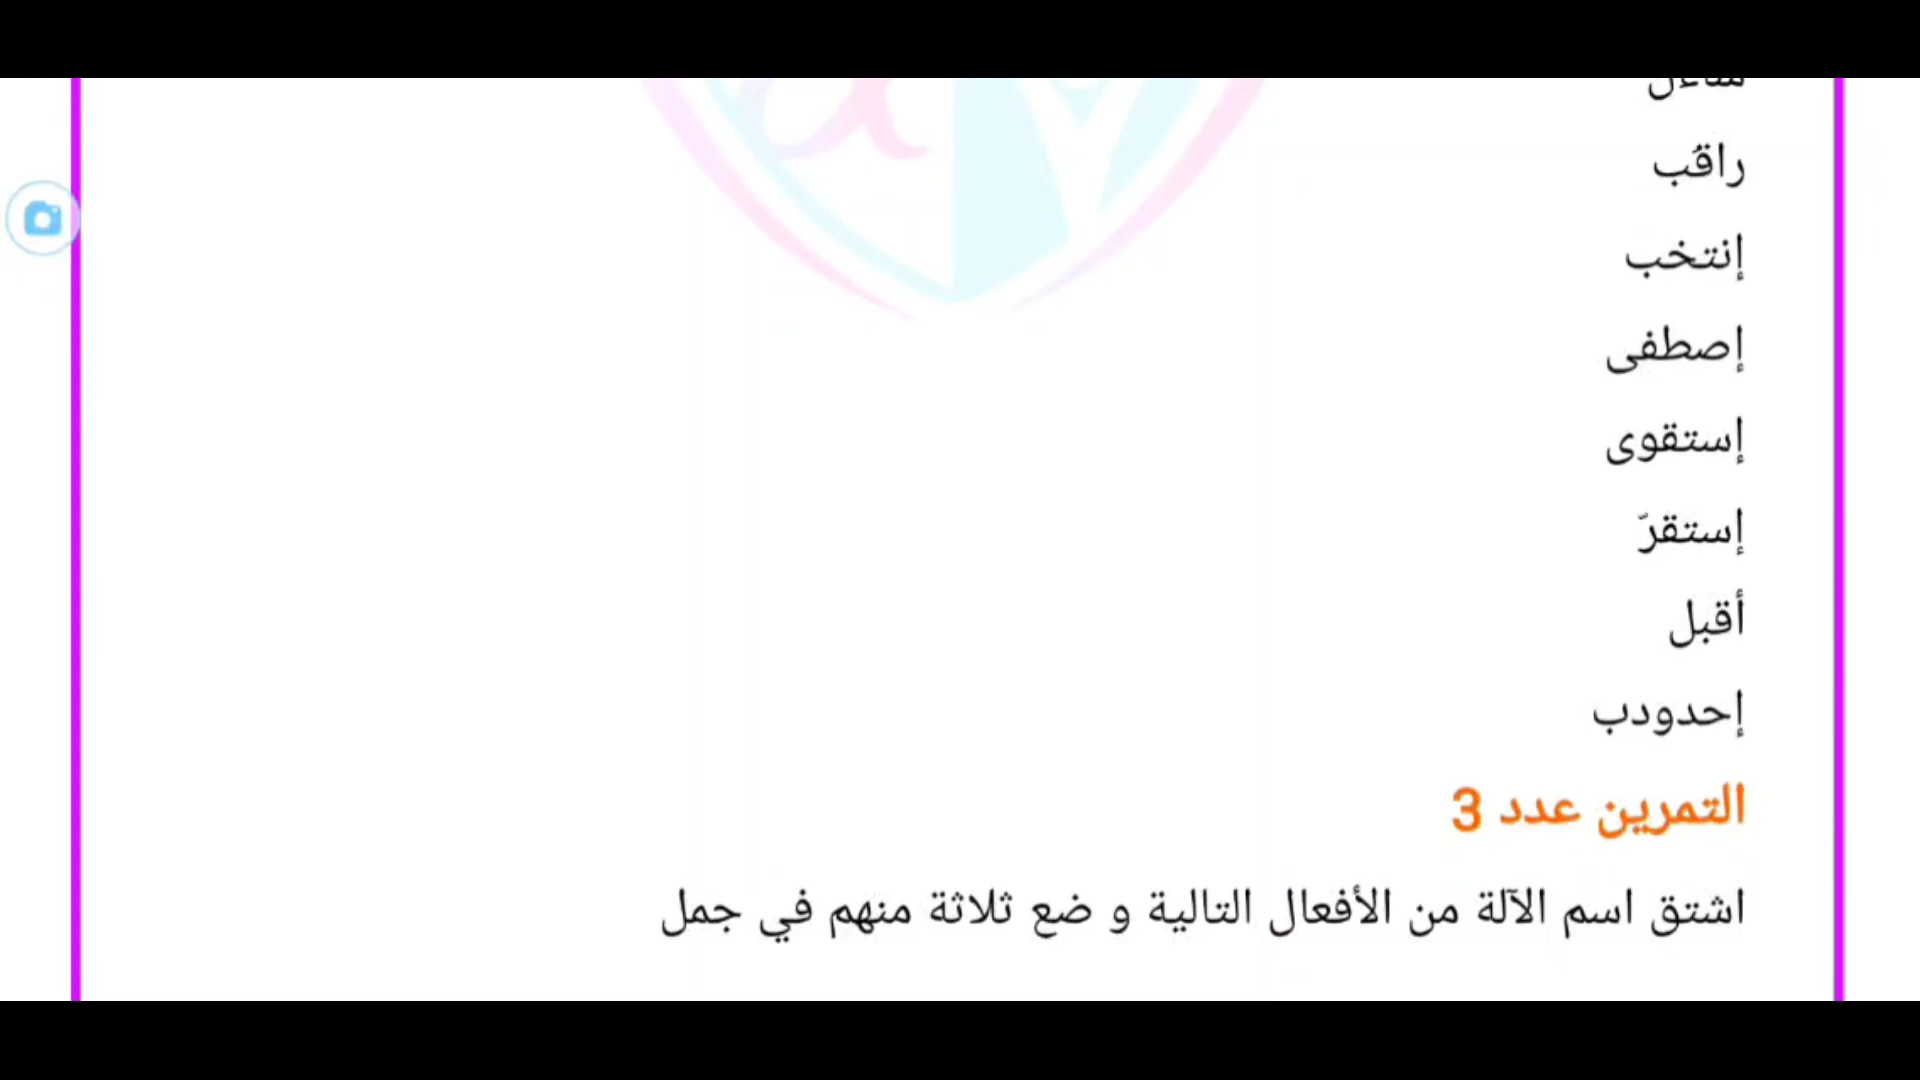 راقب
إنتخب
إصطفى
إستقوى
إستقرّ
أقبل
إحدودب
التمرين عدد 3
اشتق اسم الآلة من الأفعال التالية و ضع ثلاثة منهم في جمل